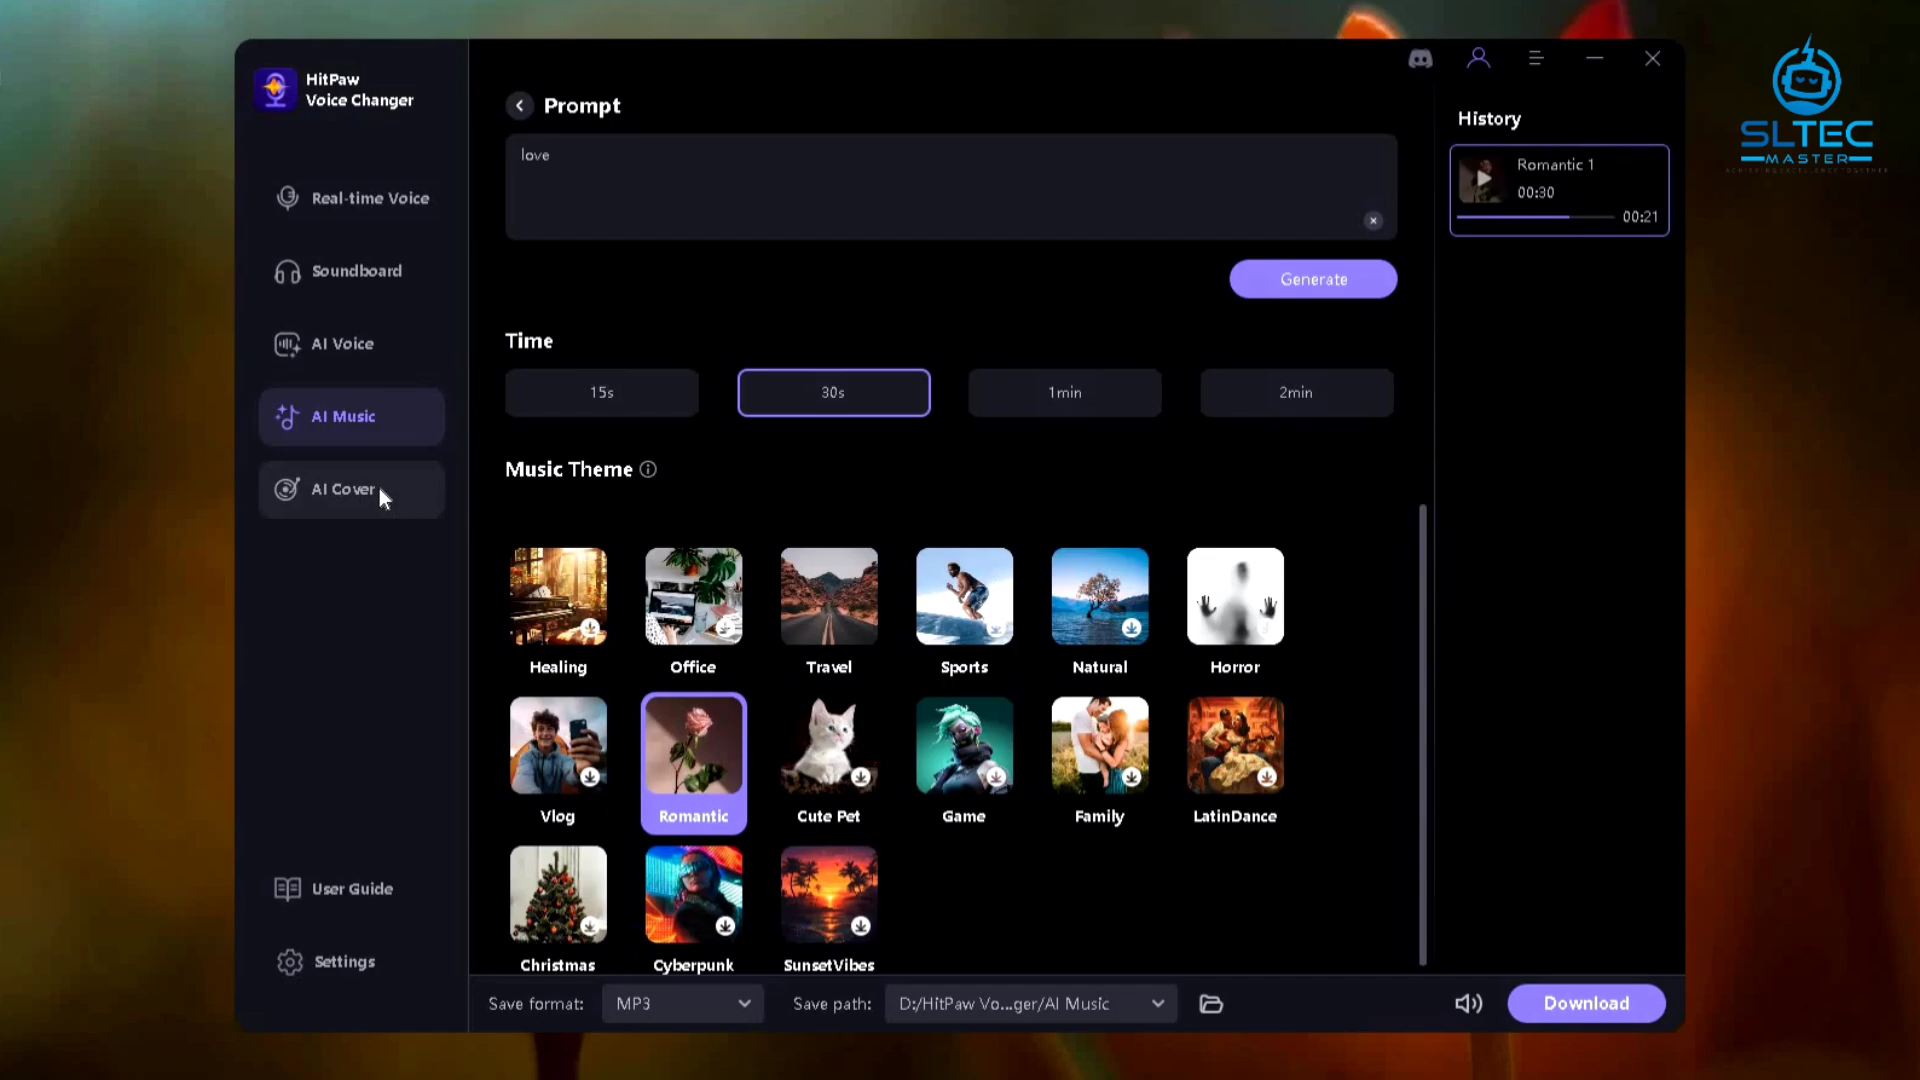 HitPaw
Voice Changer
Real-time Voice
Soundboard
AI Voice
AI Music
AI Cover
User Guide
Settings
Prompt
love
Generate
Time
15s
30s
1min
2min
Music Theme
Healing
Office
Travel
Sports
Natural
Horror
Vlog
Romantic
Cute Pet
Game
Family
LatinDance
Christmas
Cyberpunk
SunsetVibes
Save format:
MP3
Save path:
D:/HitPaw Vo...ger/AI Music
Download
History
Romantic 1
00:30
00:21
SLTEC
MASTER